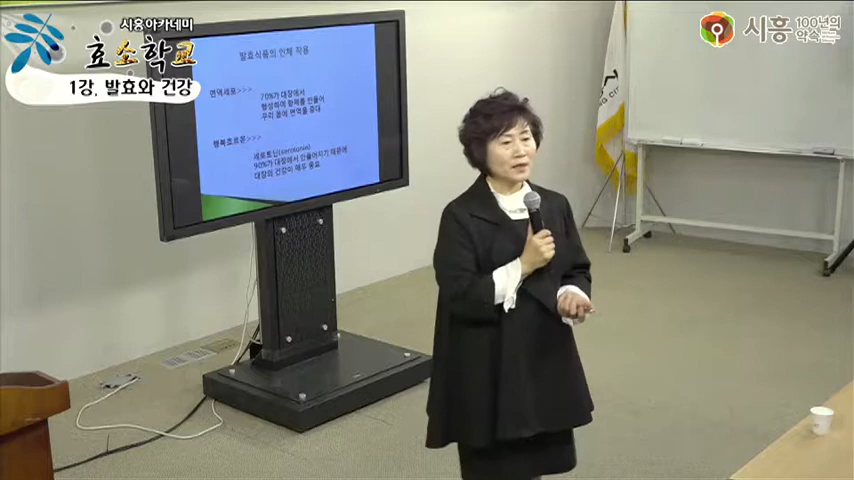 시흥아카데미
효소학교
1강. 발효와 건강
시흥 100년의
약속
발효식품의 인체 작용
면역세포>>>
70%가 대장에서
형성하며 항체를 만들어
우리 몸에 면역을 증대
행복호르몬>>>
세로토닌(serotonin)
90%가 대장에서 만들어지기 때문에
대장의 건강이 매우 중요